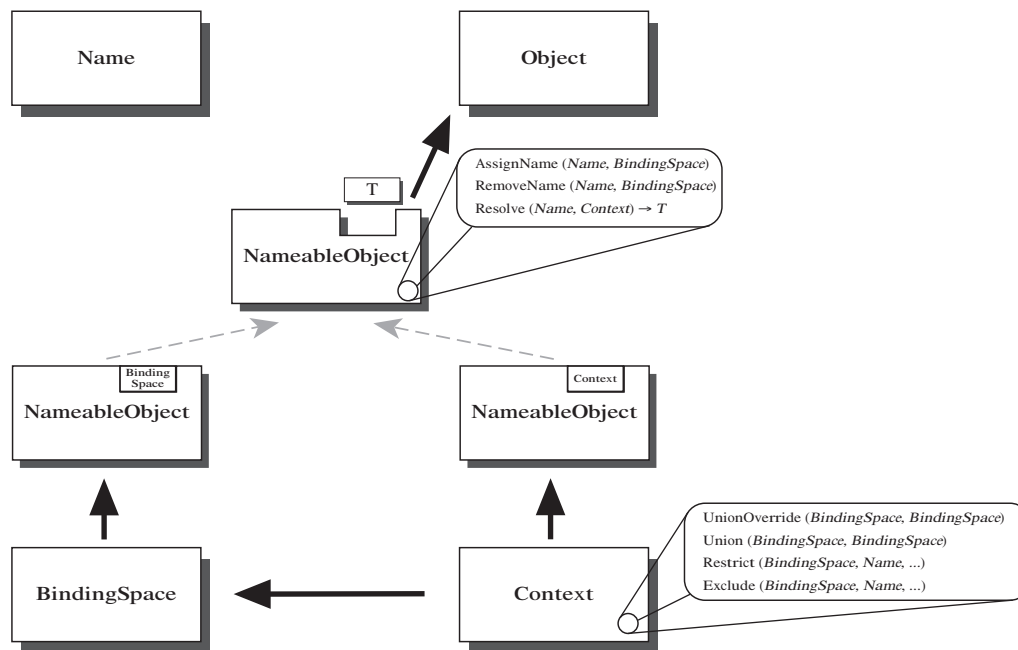 Name
Object
AssignName (Name, BindingSpace)
RemoveName (Name, BindingSpace)
Resolve (Name, Context) → T
T
NameableObject
Binding
Space
NameableObject
Context
NameableObject
UnionOverride (BindingSpace, BindingSpace)
Union (BindingSpace, BindingSpace)
Restrict (BindingSpace, Name, ...)
Exclude (BindingSpace, Name, ...)
BindingSpace
Context